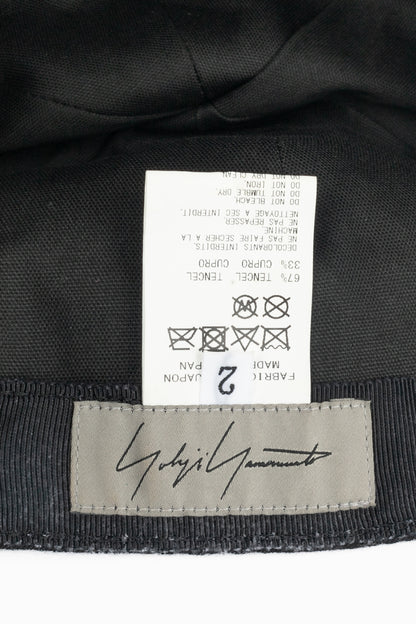 DO NOT DRY CLEAN
DO NOT IRON.
DO NOT TUMBLE DRY.
DO NOT BLEACH.
NETTOYAGE A SEC INTERDIT.
NE PAS REPASSER
MACHINE
NE PAS FAIRE SECHER A LA
DECOLORANTS INTERDITS
33% CUPRO CUPRO
67% TENCEL TENCEL
W
MADE JAPAN
FABRIC JAPON
2
Yohji Yamamoto